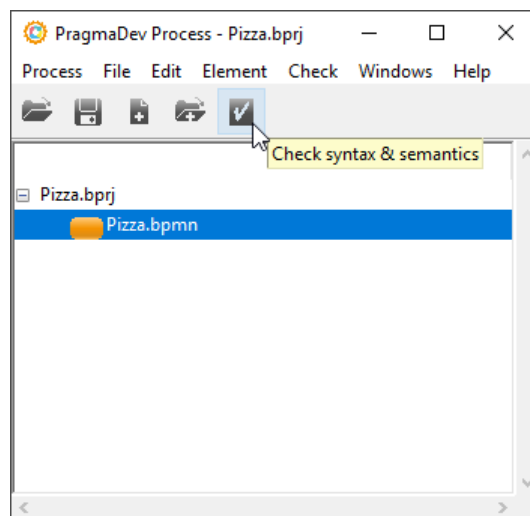 PragmaDev Process - Pizza.bprj
Process File Edit Element Check Windows Help
Check syntax & semantics
Pizza.bprj
Pizza.bpmn